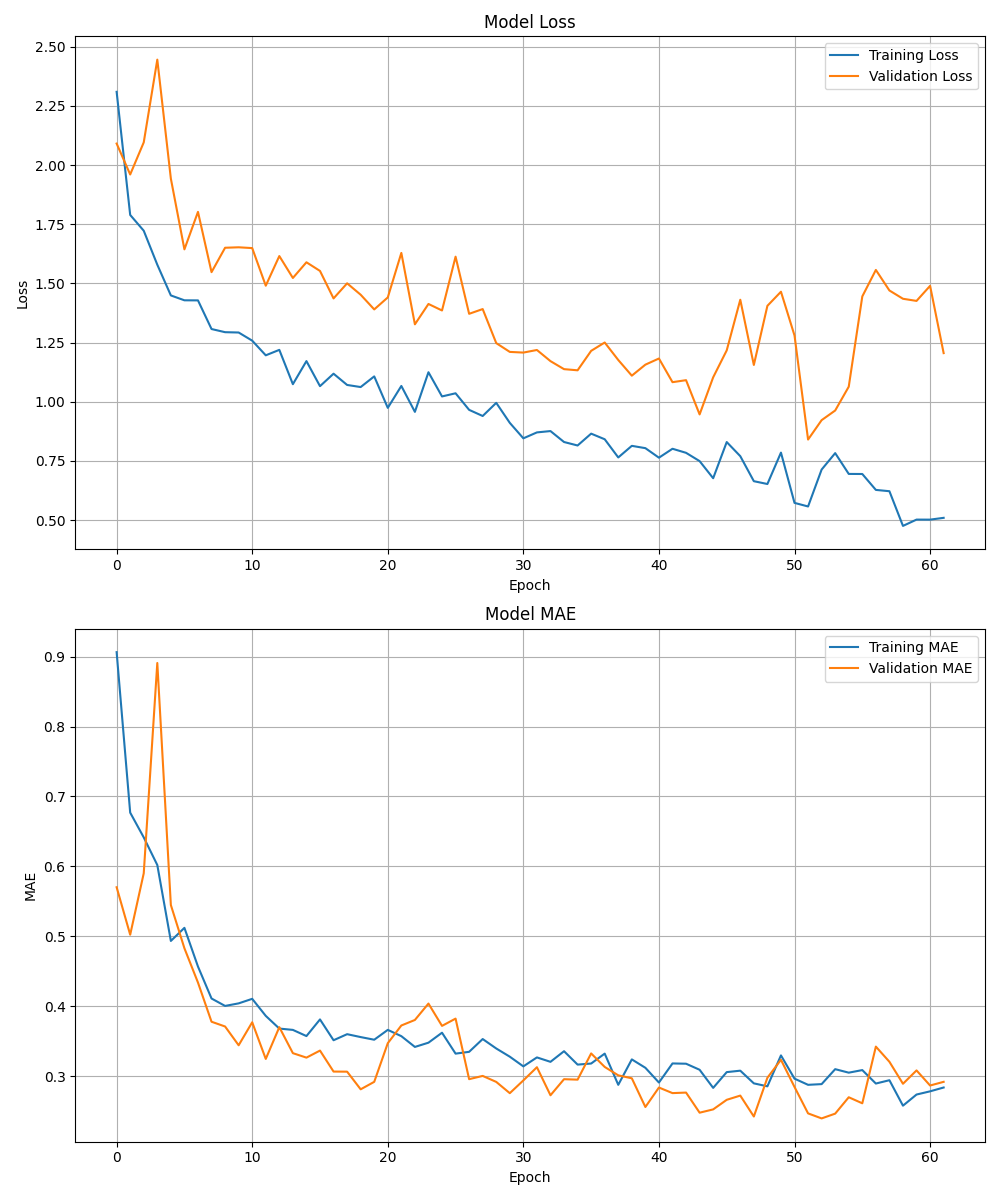 Model Loss
Training Loss
Validation Loss
2.50
2.25
2.00
1.75
1.50
1.25
1.00
0.75
0.50
Loss
0 10 20 30 40 50 60
Epoch
Model MAE
Training MAE
Validation MAE
0.9
0.8
0.7
0.6
0.5
0.4
0.3
MAE
0 10 20 30 40 50 60
Epoch